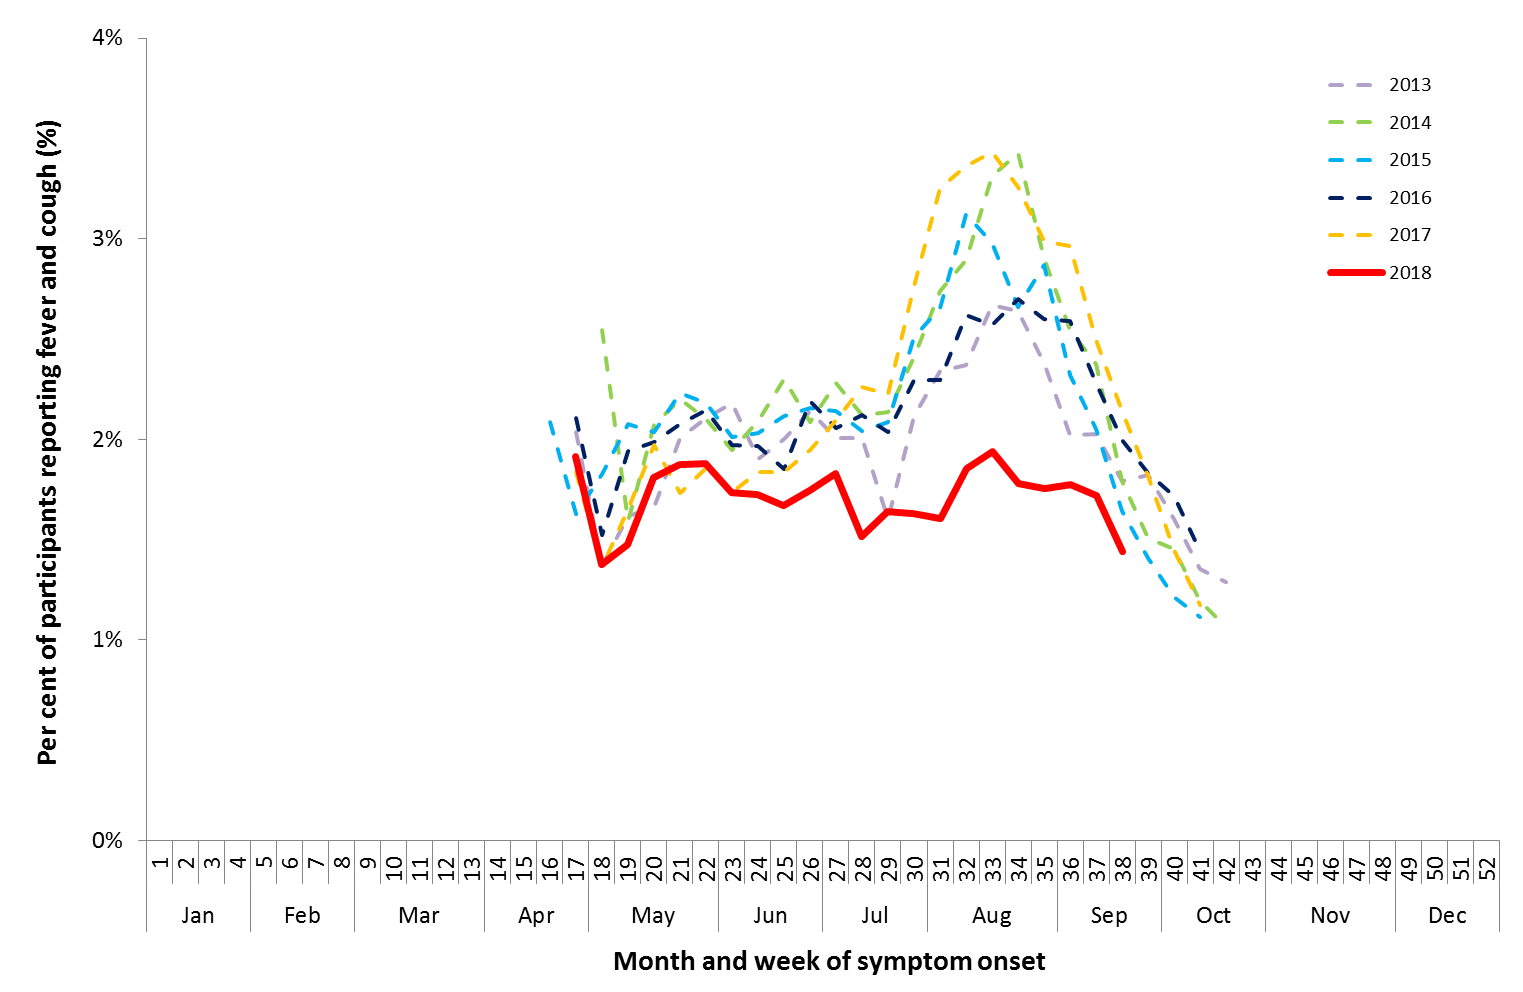 4%
3%
2%
1%
0%
Per cent of participants reporting fever and cough (%)
2013
2014
2015
2016
2017
2018
1 2 3 4 5 6 7 8 9 10 11 12 13 14 15 16 17 18 19 20 21 22 23 24 25 26 27 28 29 30 31 32 33 34 35 36 37 38 39 40 41 42 43 44 45 46 47 48 49 50 51 52
Jan Feb Mar Apr May Jun Jul Aug Sep Oct Nov Dec
Month and week of symptom onset